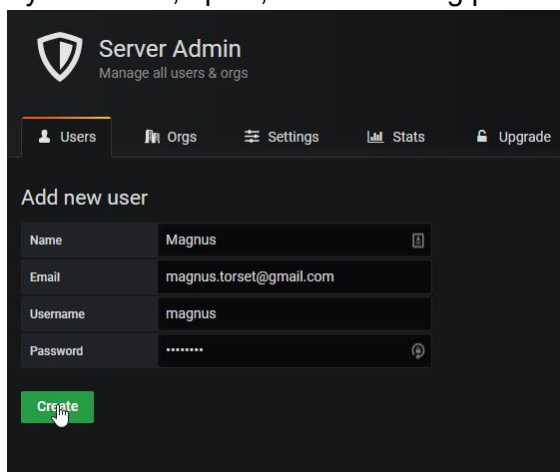 Server Admin
Manage all users & orgs
Users Orgs Settings Stats Upgrade
Add new user
Name Magnus
Email magnus.torset@gmail.com
Username magnus
Password ••••••••
Create